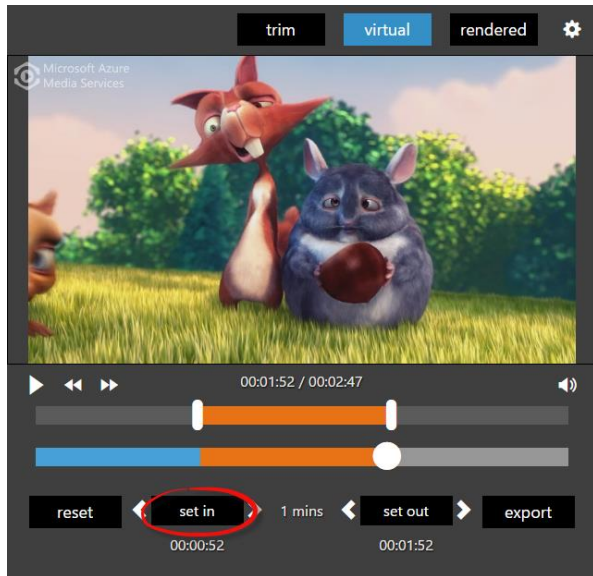 trim virtual rendered
Microsoft Azure
Media Services
00:01:52 / 00:02:47
reset set in 1 mins set out export
00:00:52 00:01:52